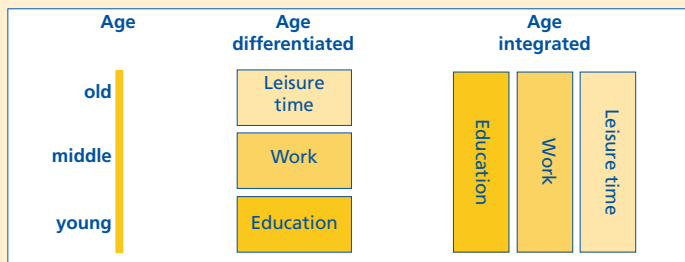 Age
Age
differentiated
Age
integrated
old
middle
young
Leisure
time
Work
Education
Education
Work
Leisure time